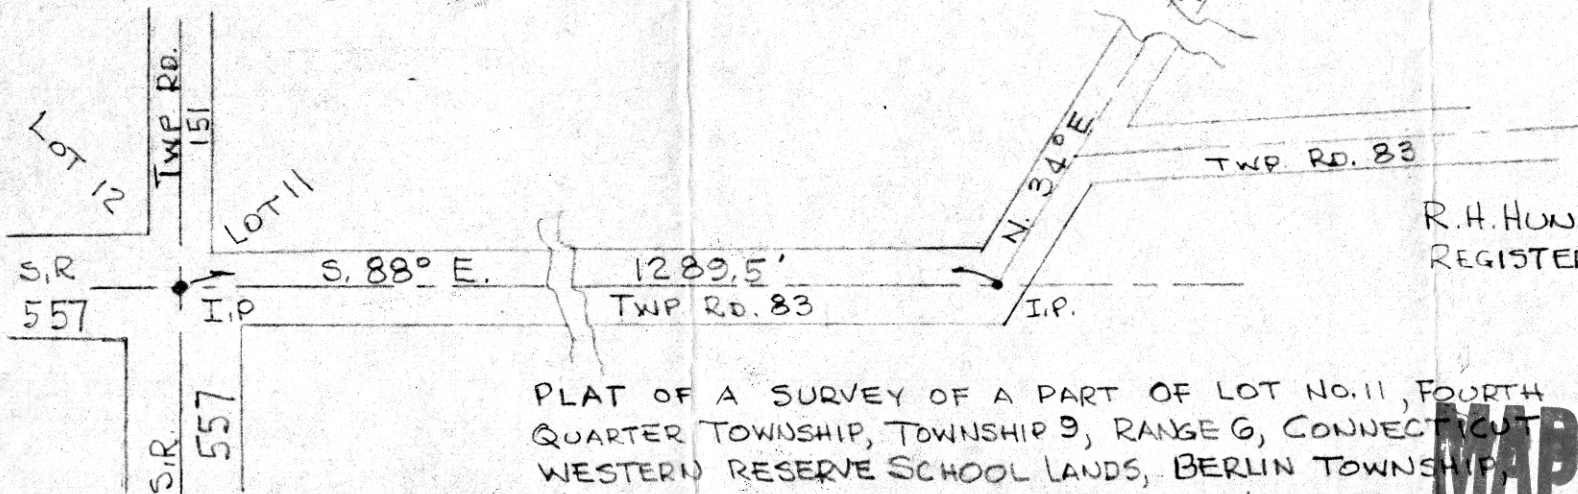 TWP RD.
151
LOT 12
LOT 11
S.R
557
I.P
S. 88° E.
1289.5'
TWP RD. 83
I.P.
N. 34° E
TWP. RD. 83
R.H. HUN
REGISTE
S.R.
557
PLAT OF A SURVEY OF A PART OF LOT NO. 11, FOURTH
QUARTER TOWNSHIP, TOWNSHIP 9, RANGE 6, CONNECTICUT
WESTERN RESERVE SCHOOL LANDS, BERLIN TOWNSHIP,
MAP